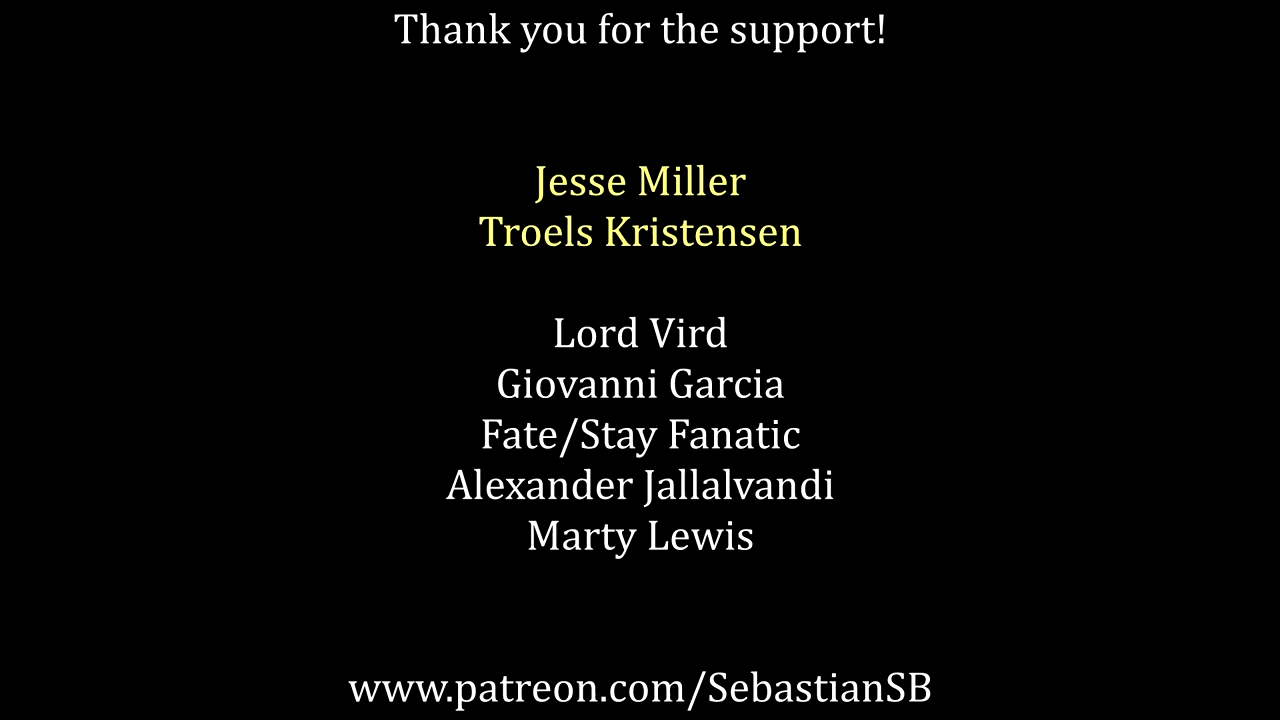 Thank you for the support!
Jesse Miller
Troels Kristensen
Lord Vird
Giovanni Garcia
Fate/Stay Fanatic
Alexander Jallalvandi
Marty Lewis
www.patreon.com/SebastianSB